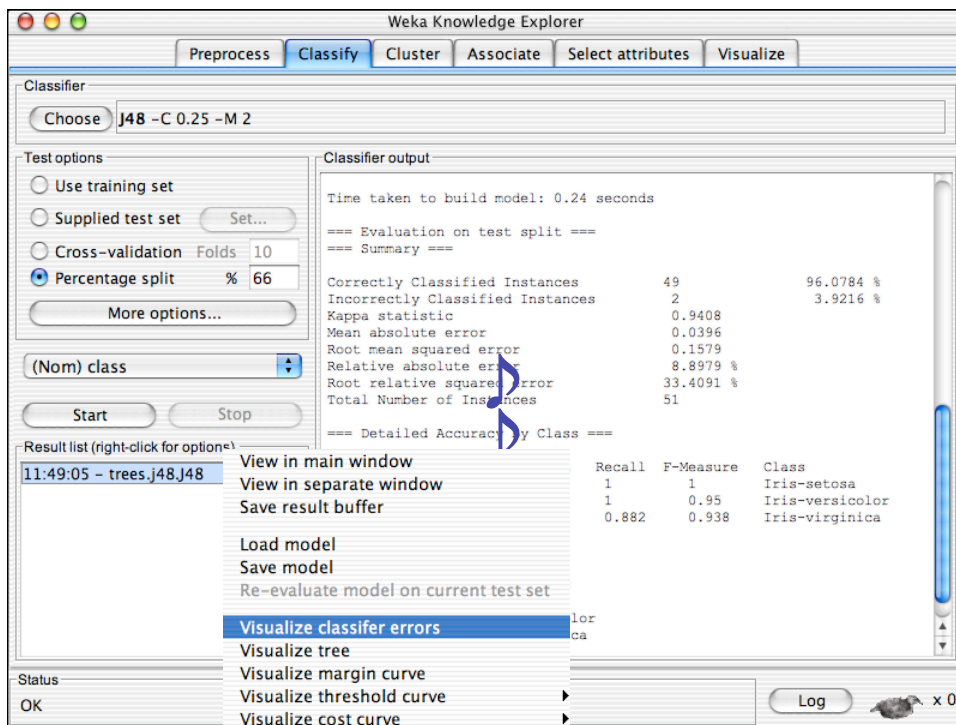 Weka Knowledge Explorer
Preprocess Classify Cluster Associate Select attributes Visualize
Classifier
Choose J48 -C 0.25 -M 2
Test options
Use training set
Supplied test set Set...
Cross-validation Folds 10
Percentage split % 66
More options...
(Nom) class
Start Stop
Result list (right-click for options)
11:49:05 - trees.j48.J48
Classifier output
Time taken to build model: 0.24 seconds
=== Evaluation on test split ===
=== Summary ===
Correctly Classified Instances 49 96.0784 %
Incorrectly Classified Instances 2 3.9216 %
Kappa statistic 0.9408
Mean absolute error 0.0396
Root mean squared error 0.1579
Relative absolute error 8.8979 %
Root relative squared error 33.4091 %
Total Number of Instances 51
=== Detailed Accuracy By Class ===
Recall F-Measure Class
1 1 Iris-setosa
1 0.95 Iris-versicolor
0.882 0.938 Iris-virginica
lor
ca
View in main window
View in separate window
Save result buffer
Load model
Save model
Re-evaluate model on current test set
Visualize classifer errors
Visualize tree
Visualize margin curve
Visualize threshold curve
Visualize cost curve
Status
OK
Log x 0